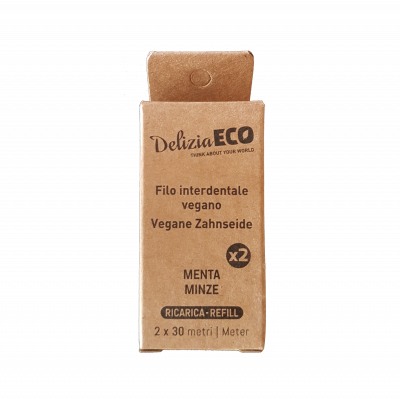 DeliziaECO
THINK ABOUT YOUR WORLD
Filo interdentale
vegano
Vegane Zahnseide
x2
MENTA
MINZE
RICARICA•REFILL
2 x 30 metri | Meter